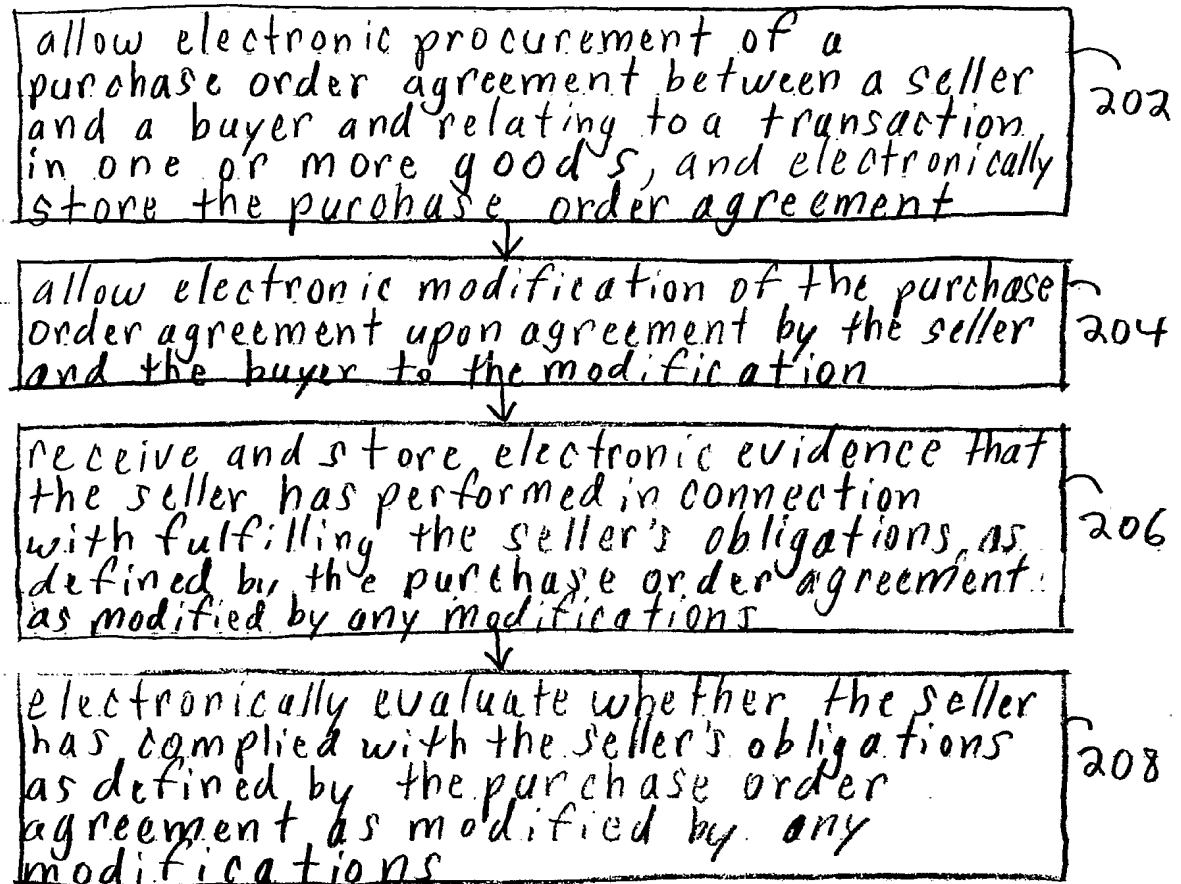 allow electronic procurement of a
purchase order agreement between a seller
and a buyer and relating to a transaction
in one or more goods, and electronically
store the purchase order agreement
202
allow electronic modification of the purchase
order agreement upon agreement by the seller
and the buyer to the modification
204
receive and store electronic evidence that
the seller has performed in connection
with fulfilling the seller's obligations as
defined by the purchase order agreement
as modified by any modifications
206
electronically evaluate whether the seller
has complied with the seller's obligations
as defined by the purchase order
agreement as modified by any
modifications
208